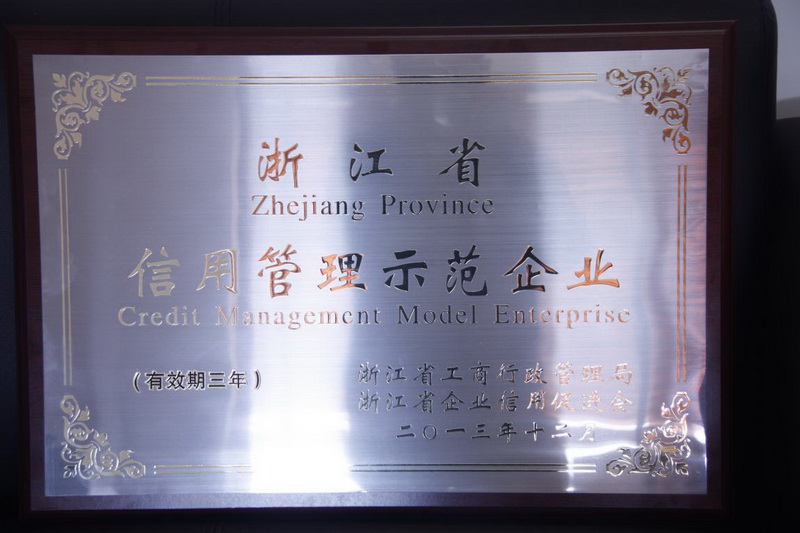 浙江省
Zhejiang Province
信用管理示范企业
Credit Management Model Enterprise
(有效期三年)
浙江省工商行政管理局
浙江省企业信用促进会
二〇一三年十二月